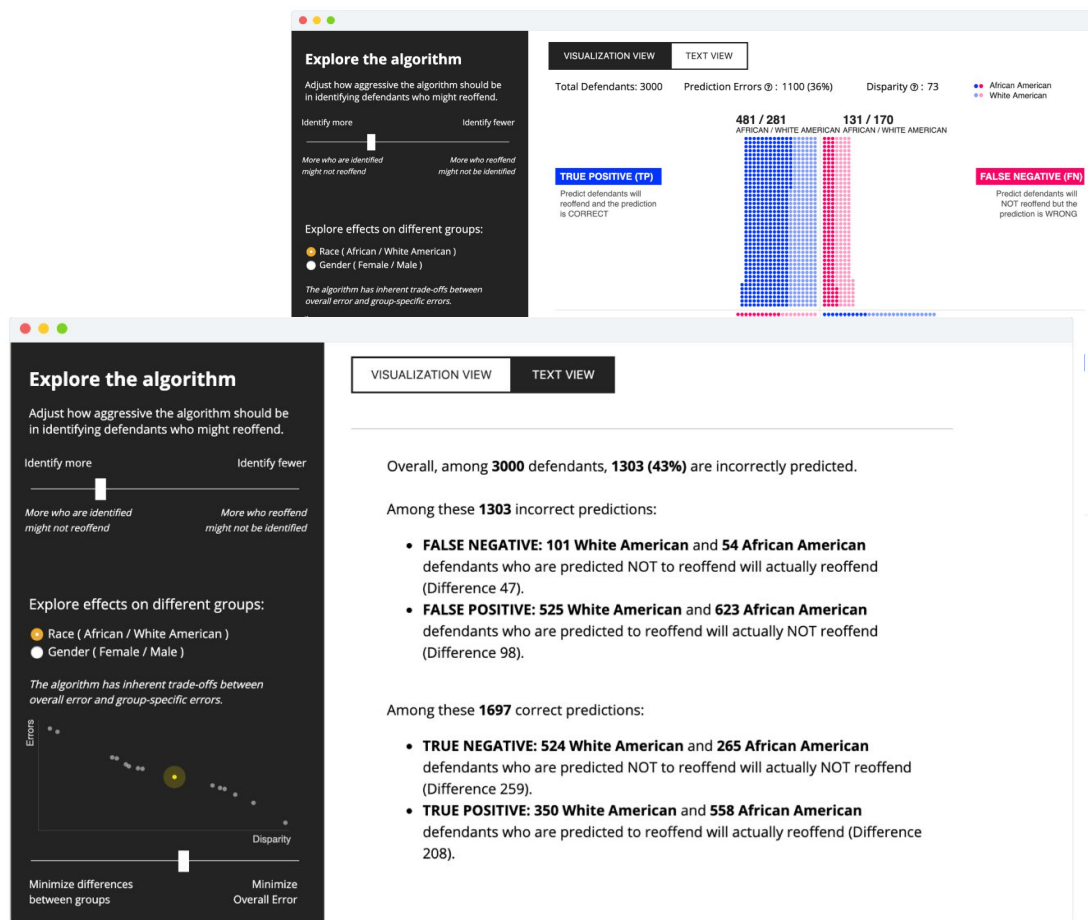 Explore the algorithm
Adjust how aggressive the algorithm should be
in identifying defendants who might reoffend.
Identify more
Identify fewer
More who are identified
might not reoffend
More who reoffend
might not be identified
Explore effects on different groups:
Race ( African / White American )
Gender ( Female / Male )
The algorithm has inherent trade-offs between
overall error and group-specific errors.
VISUALIZATION VIEW
TEXT VIEW
Total Defendants: 3000
Prediction Errors ? : 1100 (36%)
Disparity ? : 73
African American
White American
481 / 281
AFRICAN / WHITE AMERICAN
131 / 170
AFRICAN / WHITE AMERICAN
TRUE POSITIVE (TP)
Predict defendants will
reoffend and the prediction
is CORRECT
FALSE NEGATIVE (FN)
Predict defendants will
NOT reoffend but the
prediction is WRONG
Explore the algorithm
Adjust how aggressive the algorithm should be
in identifying defendants who might reoffend.
Identify more
Identify fewer
More who are identified
might not reoffend
More who reoffend
might not be identified
Explore effects on different groups:
Race ( African / White American )
Gender ( Female / Male )
The algorithm has inherent trade-offs between
overall error and group-specific errors.
Errors
Disparity
Minimize differences
between groups
Minimize
Overall Error
VISUALIZATION VIEW
TEXT VIEW
Overall, among 3000 defendants, 1303 (43%) are incorrectly predicted.
Among these 1303 incorrect predictions:
• FALSE NEGATIVE: 101 White American and 54 African American
defendants who are predicted NOT to reoffend will actually reoffend
(Difference 47).
• FALSE POSITIVE: 525 White American and 623 African American
defendants who are predicted to reoffend will actually NOT reoffend
(Difference 98).
Among these 1697 correct predictions:
• TRUE NEGATIVE: 524 White American and 265 African American
defendants who are predicted NOT to reoffend will actually NOT reoffend
(Difference 259).
• TRUE POSITIVE: 350 White American and 558 African American
defendants who are predicted to reoffend will actually reoffend (Difference
208).